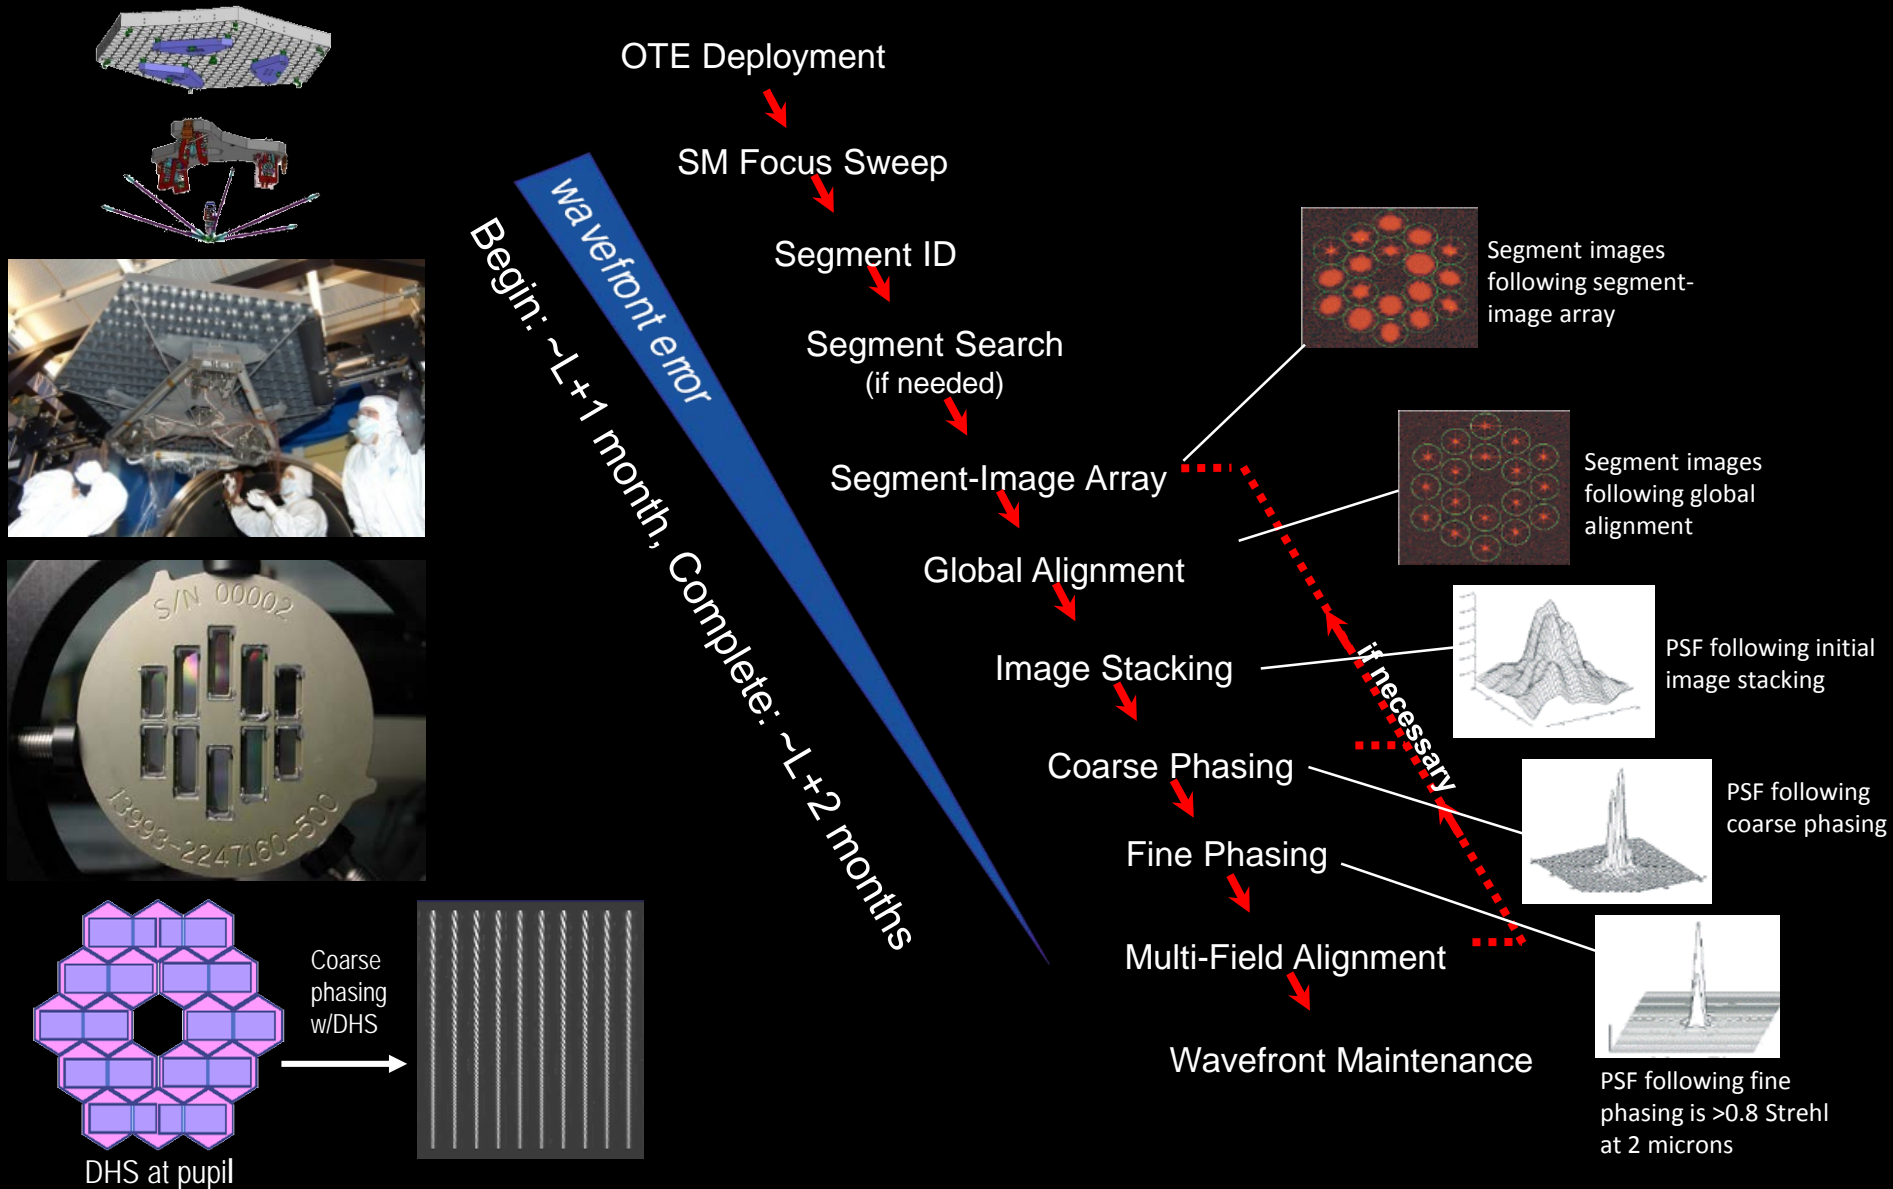 OTE Deployment
SM Focus Sweep
Segment ID
Segment Search
(if needed)
Segment-Image Array
Global Alignment
Image Stacking
Coarse Phasing
Fine Phasing
Multi-Field Alignment
Wavefront Maintenance
wavefront error
Begin: ~L+1 month, Complete: ~L+2 months
if necessary
Segment images
following segment-
image array
Segment images
following global
alignment
PSF following initial
image stacking
PSF following
coarse phasing
PSF following fine
phasing is >0.8 Strehl
at 2 microns
S/N 00002
13993-2247160-500
Coarse
phasing
w/DHS
DHS at pupil